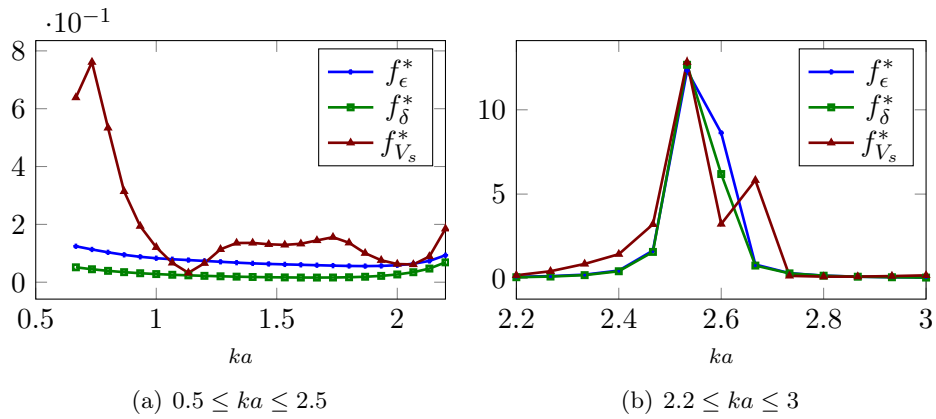 ·10⁻¹
8
6
4
2
0
0.5 1 1.5 2
ka
f*_ϵ
f*_δ
f*_{V_s}
(a) 0.5 ≤ ka ≤ 2.5
10
5
0
2.2 2.4 2.6 2.8 3
ka
f*_ϵ
f*_δ
f*_{V_s}
(b) 2.2 ≤ ka ≤ 3